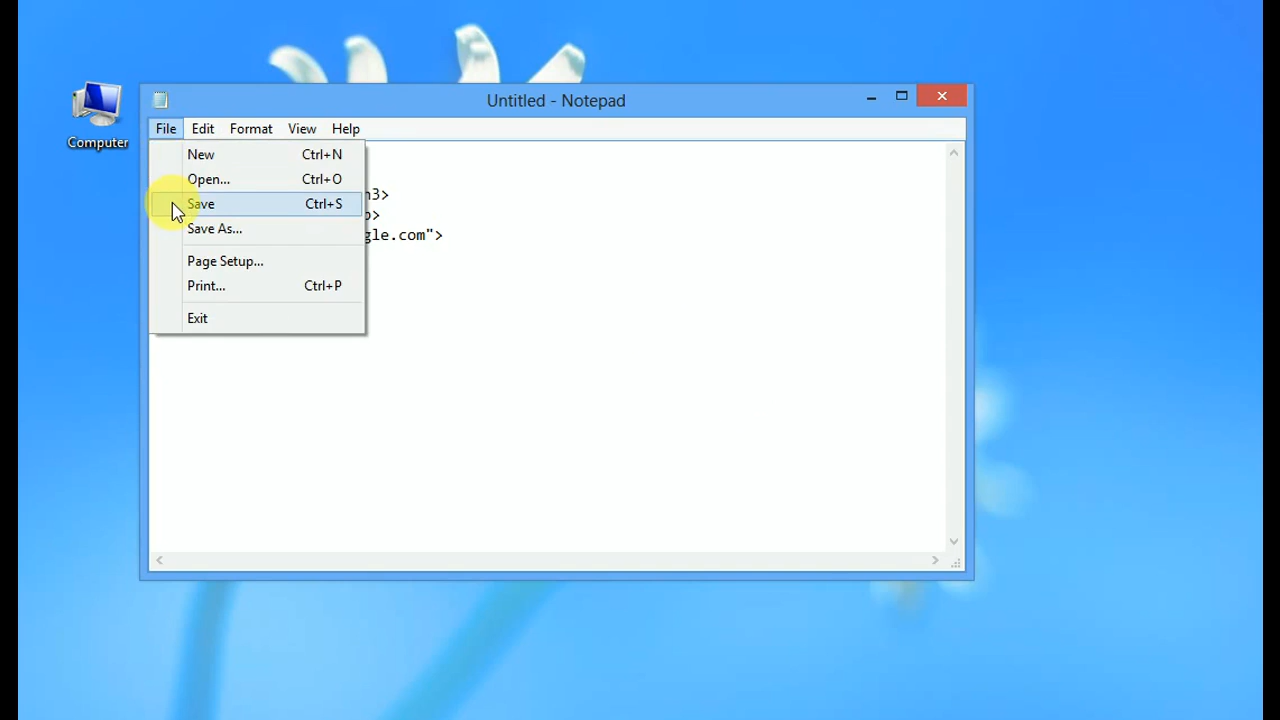 Computer
Untitled - Notepad
File Edit Format View Help
New Ctrl+N
Open... Ctrl+O
Save Ctrl+S
Save As...
Page Setup...
Print... Ctrl+P
Exit
h3>
>
gle.com">